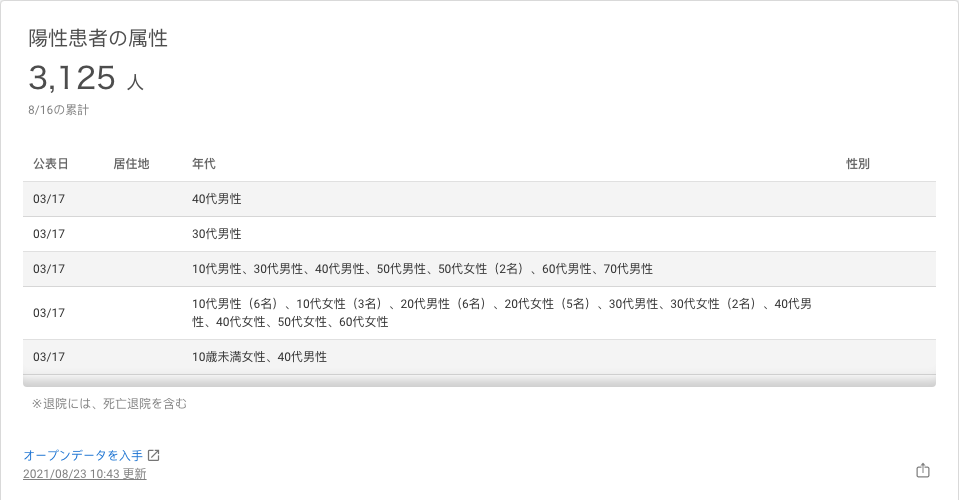 陽性患者の属性
3,125 人
8/16の累計
公表日 居住地 年代 性別
03/17 40代男性
03/17 30代男性
03/17 10代男性、30代男性、40代男性、50代男性、50代女性（2名）、60代男性、70代男性
03/17 10代男性（6名）、10代女性（3名）、20代男性（6名）、20代女性（5名）、30代男性、30代女性（2名）、40代男
性、40代女性、50代女性、60代女性
03/17 10歳未満女性、40代男性
※退院には、死亡退院を含む
オープンデータを入手
2021/08/23 10:43 更新